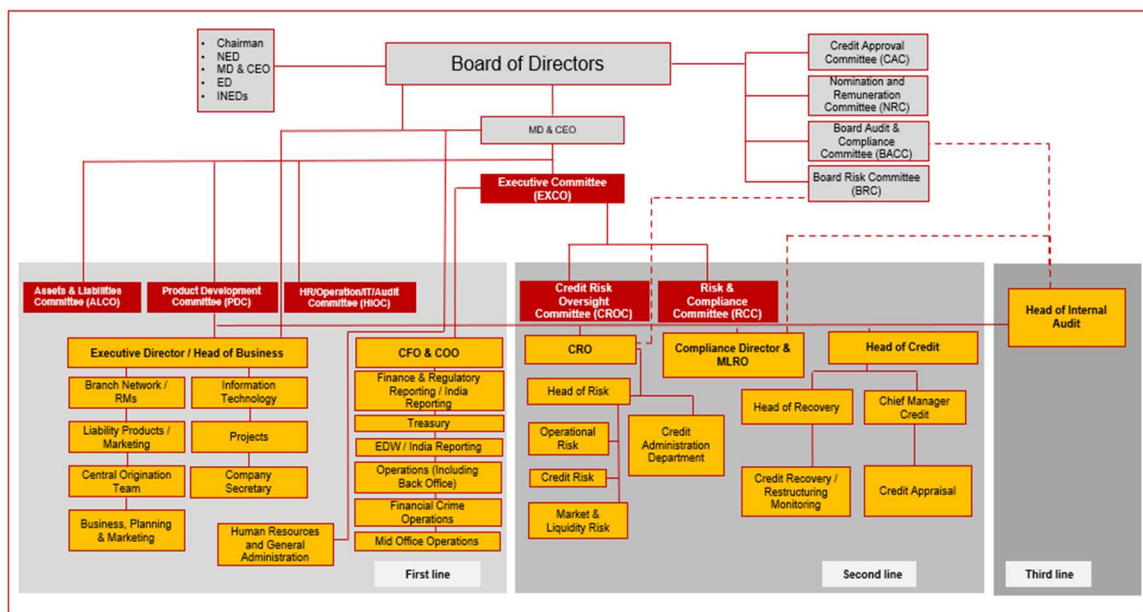 • Chairman
• NED
• MD & CEO
• ED
• INEDs
Board of Directors
Credit Approval
Committee (CAC)
Nomination and
Remuneration
Committee (NRC)
Board Audit &
Compliance
Committee (BACC)
Board Risk Committee
(BRC)
MD & CEO
Executive Committee
(EXCO)
Assets & Liabilities
Committee (ALCO)
Product Development
Committee (PDC)
HR/Operation/IT/Audit
Committee (HIOC)
Credit Risk
Oversight
Committee (CROC)
Risk &
Compliance
Committee (RCC)
Head of Internal
Audit
Executive Director / Head of Business
CFO & COO
CRO
Compliance Director &
MLRO
Head of Credit
Branch Network /
RMs
Liability Products /
Marketing
Central Origination
Team
Business, Planning
& Marketing
Information
Technology
Projects
Company
Secretary
Human Resources
and General
Administration
Finance & Regulatory
Reporting / India
Reporting
Treasury
EDW / India Reporting
Operations (Including
Back Office)
Financial Crime
Operations
Mid Office Operations
Head of Risk
Operational
Risk
Credit Risk
Market &
Liquidity Risk
Credit
Administration
Department
Head of Recovery
Credit Recovery /
Restructuring
Monitoring
Chief Manager
Credit
Credit Appraisal
First line
Second line
Third line